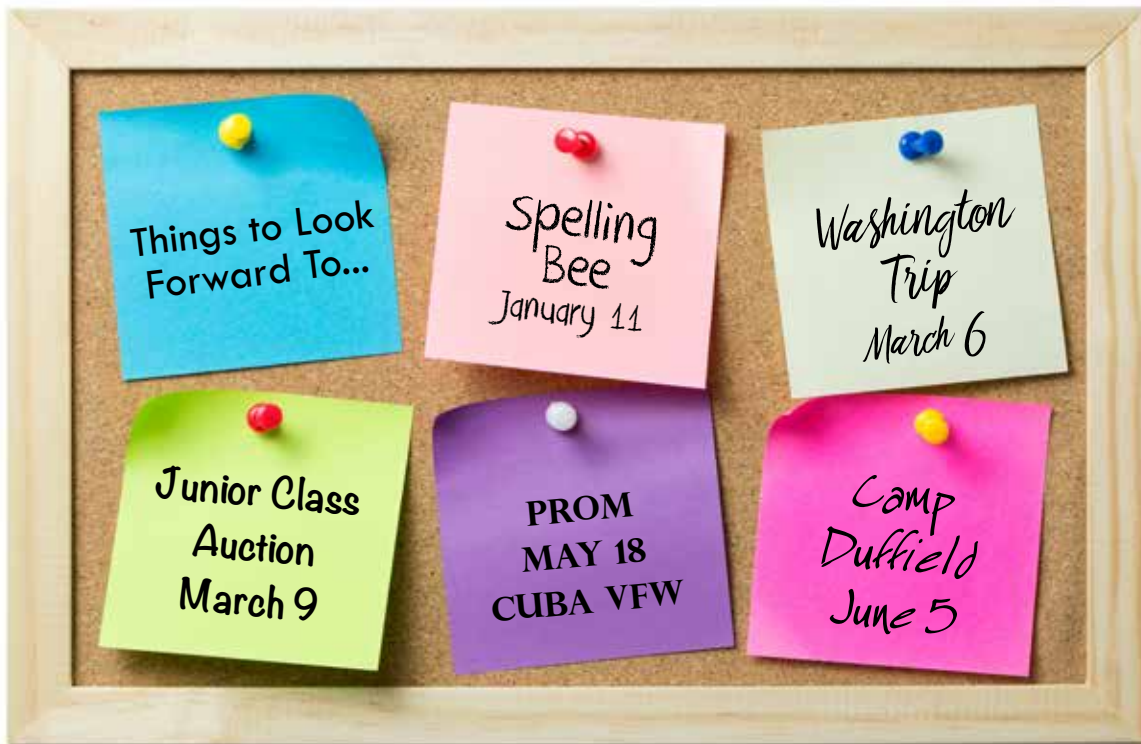 Things to Look
Forward To...
Spelling
Bee
January 11
Washington
Trip
March 6
Junior Class
Auction
March 9
PROM
MAY 18
CUBA VFW
Camp
Duffield
June 5